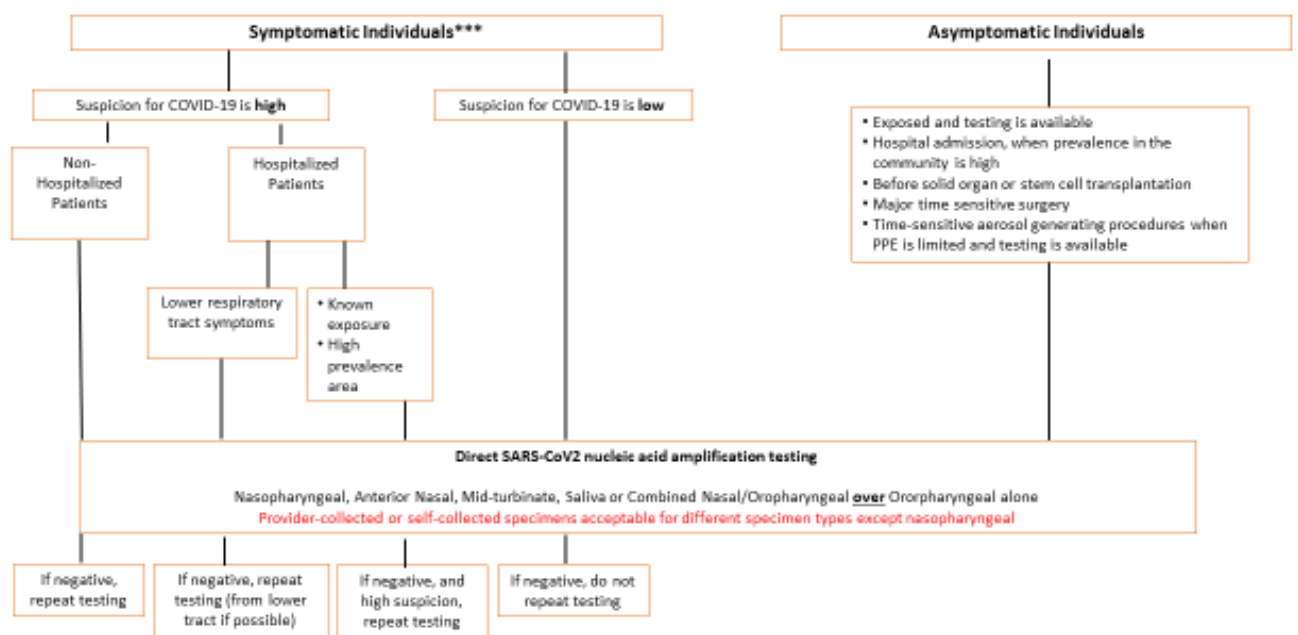 Symptomatic Individuals***
Asymptomatic Individuals
Suspicion for COVID-19 is high
Suspicion for COVID-19 is low
• Exposed and testing is available
• Hospital admission, when prevalence in the
community is high
• Before solid organ or stem cell transplantation
• Major time sensitive surgery
• Time-sensitive aerosol generating procedures when
PPE is limited and testing is available
Non-
Hospitalized
Patients
Hospitalized
Patients
Lower respiratory
tract symptoms
• Known
exposure
• High
prevalence
area
Direct SARS-CoV2 nucleic acid amplification testing
Nasopharyngeal, Anterior Nasal, Mid-turbinate, Saliva or Combined Nasal/Oropharyngeal over Ororpharyngeal alone
Provider-collected or self-collected specimens acceptable for different specimen types except nasopharyngeal
If negative,
repeat testing
If negative, repeat
testing (from lower
tract if possible)
If negative, and
high suspicion,
repeat testing
If negative, do not
repeat testing